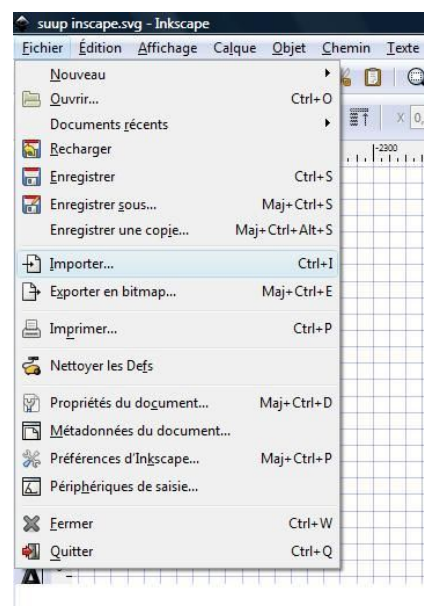 suup inscape.svg - Inkscape
Fichier Édition Affichage Calque Objet Chemin Texte
Nouveau
Ouvrir... Ctrl+O
Documents récents
X 0,
Recharger
-2300
Enregistrer Ctrl+S
Enregistrer sous... Maj+Ctrl+S
Enregistrer une copie... Maj+Ctrl+Alt+S
Importer... Ctrl+I
Exporter en bitmap... Maj+Ctrl+E
Imprimer... Ctrl+P
Nettoyer les Defs
Propriétés du document... Maj+Ctrl+D
Métadonnées du document...
Préférences d'Inkscape... Maj+Ctrl+P
Périphériques de saisie...
Fermer Ctrl+W
Quitter Ctrl+Q
A